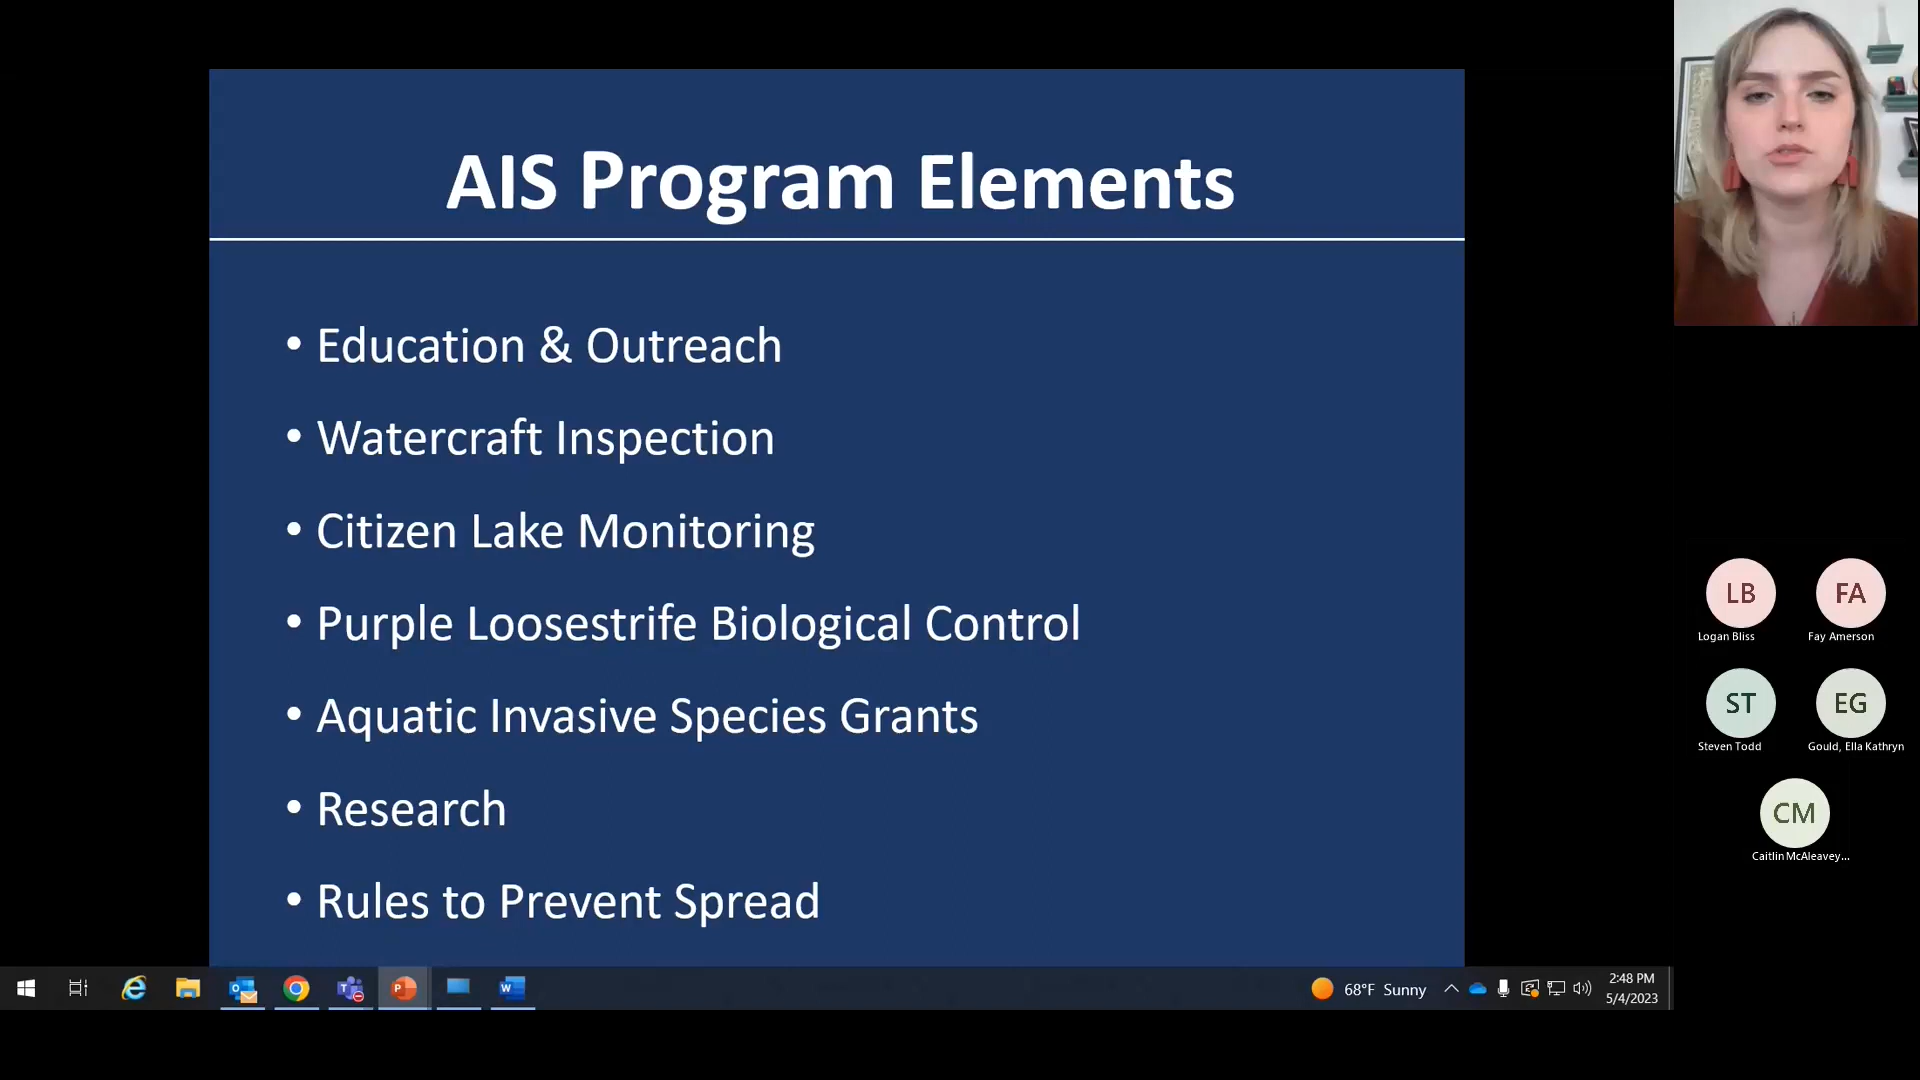 AIS Program Elements
• Education & Outreach
• Watercraft Inspection
• Citizen Lake Monitoring
• Purple Loosestrife Biological Control
• Aquatic Invasive Species Grants
• Research
• Rules to Prevent Spread
LB
FA
Logan Bliss
Fay Amerson
ST
EG
Steven Todd
Gould, Ella Kathryn
CM
Caitlin McAleavey...
68°F Sunny
2:48 PM
5/4/2023